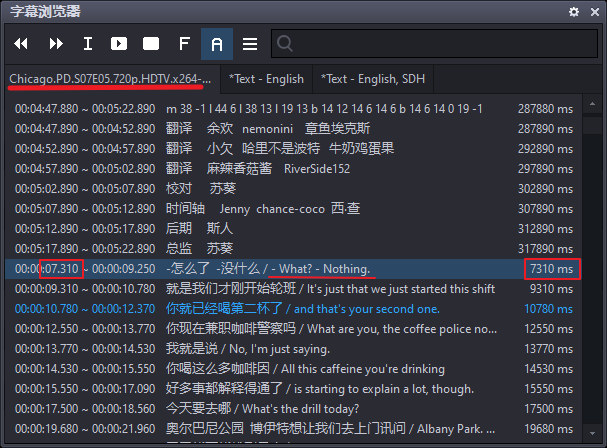 字幕浏览器
I F A
Chicago.PD.S07E05.720p.HDTV.x264-... *Text - English *Text - English, SDH
00:04:47.880 ~ 00:05:22.890 m 38 -1 l 44 6 l 38 13 l 19 13 b 14 12 14 6 14 6 b 14 6 14 0 19 -1 287880 ms
00:04:47.890 ~ 00:04:52.890 翻译 余欢 nemonini 章鱼埃克斯 287890 ms
00:04:52.890 ~ 00:04:57.890 翻译 小欠 哈里不是波特 牛奶鸡蛋果 292890 ms
00:04:57.890 ~ 00:05:02.890 翻译 麻辣香菇酱 RiverSide152 297890 ms
00:05:02.890 ~ 00:05:07.890 校对 苏葵 302890 ms
00:05:07.890 ~ 00:05:12.890 时间轴 Jenny chance-coco 西·查 307890 ms
00:05:12.890 ~ 00:05:17.890 后期 斯人 312890 ms
00:05:17.890 ~ 00:05:22.890 总监 苏葵 317890 ms
00:00:07.310 ~ 00:00:09.250 -怎么了 -没什么 / - What? - Nothing. 7310 ms
00:00:09.310 ~ 00:00:10.780 就是我们才刚开始轮班 / It's just that we just started this shift 9310 ms
00:00:10.780 ~ 00:00:12.370 你就已经喝第二杯了 / and that's your second one. 10780 ms
00:00:12.550 ~ 00:00:13.770 你现在兼职咖啡警察吗 / What are you, the coffee police no... 12550 ms
00:00:13.770 ~ 00:00:14.530 我就是说 / No, I'm just saying. 13770 ms
00:00:14.550 ~ 00:00:15.550 你喝这么多咖啡因 / All this caffeine you're drinking 14530 ms
00:00:15.550 ~ 00:00:17.090 好多事都解释得通了 / is starting to explain a lot, though. 15550 ms
00:00:17.500 ~ 00:00:18.560 今天要去哪 / What's the drill today? 17500 ms
00:00:19.680 ~ 00:00:21.960 奥尔巴尼公园 博伊特想让我们去上门讯问 / Albany Park. ... 19680 ms